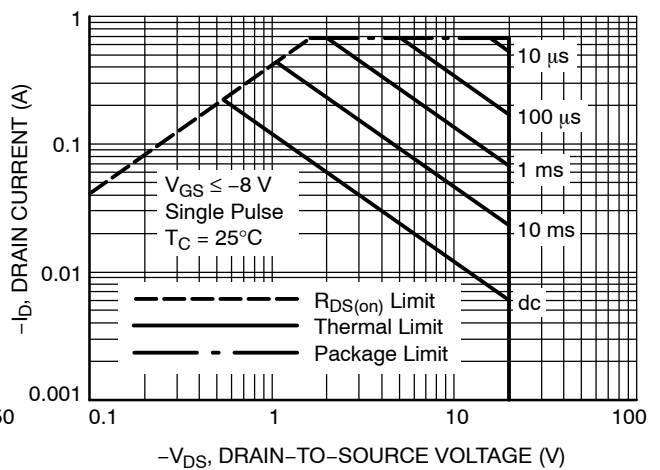 1
10 μs
100 μs
0.1
1 ms
V_GS ≤ −8 V
Single Pulse
T_C = 25°C
10 ms
0.01
dc
R_DS(on) Limit
Thermal Limit
Package Limit
0.001
50
0.1
1
10
100
−V_DS, DRAIN−TO−SOURCE VOLTAGE (V)
−I_D, DRAIN CURRENT (A)